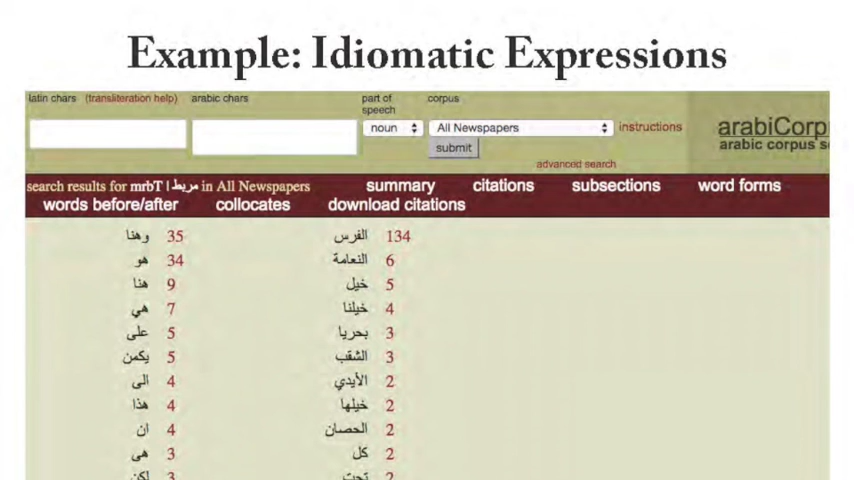 Example: Idiomatic Expressions
latin chars (transliteration help) arabic chars part of speech corpus
noun All Newspapers instructions
submit
arabiCorp
arabic corpus s
advanced search
search results for mrbT | مربط in All Newspapers summary citations subsections word forms
words before/after collocates download citations
وهنا 35 الفرس 134
هو 34 النعامة 6
هنا 9 خيل 5
هي 7 خيلنا 4
على 5 بحريا 3
يكمن 5 الشقب 3
الى 4 الأيدي 2
هذا 4 خيلها 2
ان 4 الحصان 2
هى 3 كل 2
لكن 3 تحت 2